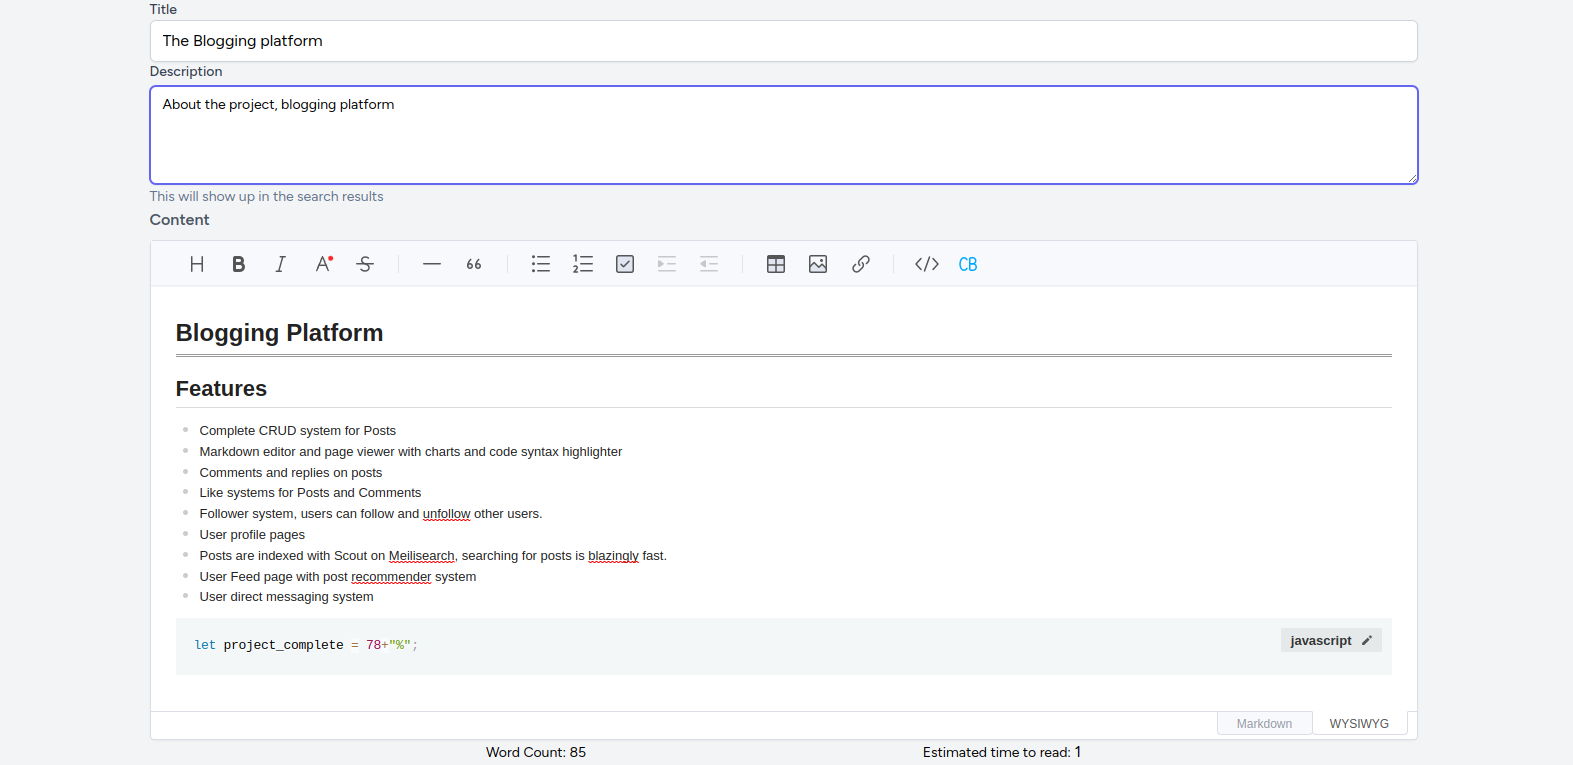 Title
The Blogging platform
Description
About the project, blogging platform
This will show up in the search results
Content
H B I A S — 66 </> CB
Blogging Platform
Features
Complete CRUD system for Posts
Markdown editor and page viewer with charts and code syntax highlighter
Comments and replies on posts
Like systems for Posts and Comments
Follower system, users can follow and unfollow other users.
User profile pages
Posts are indexed with Scout on Meilisearch, searching for posts is blazingly fast.
User Feed page with post recommender system
User direct messaging system
let project_complete = 78+"%";
javascript
Markdown WYSIWYG
Word Count: 85 Estimated time to read: 1